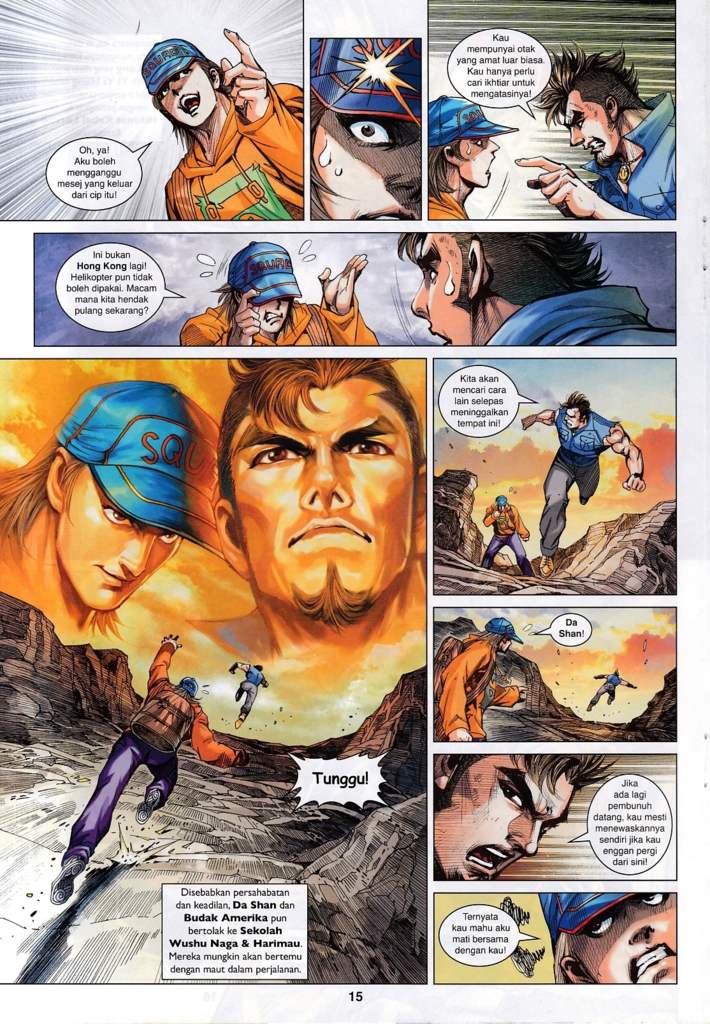 SQUREN
Oh, ya!
Aku boleh
mengganggu
mesej yang keluar
dari cip itu!
Kau
mempunyai otak
yang amat luar biasa.
Kau hanya perlu
cari ikhtiar untuk
mengatasinya!
Ini bukan
Hong Kong lagi!
Helikopter pun tidak
boleh dipakai. Macam
mana kita hendak
pulang sekarang?
SQU
Kita akan
mencari cara
lain selepas
meninggalkan
tempat ini!
Da
Shan!
Tunggu!
Jika
ada lagi
pembunuh
datang, kau mesti
menewaskannya
sendiri jika kau
enggan pergi
dari sini!
Disebabkan persahabatan
dan keadilan, Da Shan dan
Budak Amerika pun
bertolak ke Sekolah
Wushu Naga & Harimau.
Mereka mungkin akan bertemu
dengan maut dalam perjalanan.
Ternyata
kau mahu aku
mati bersama
dengan kau!
15